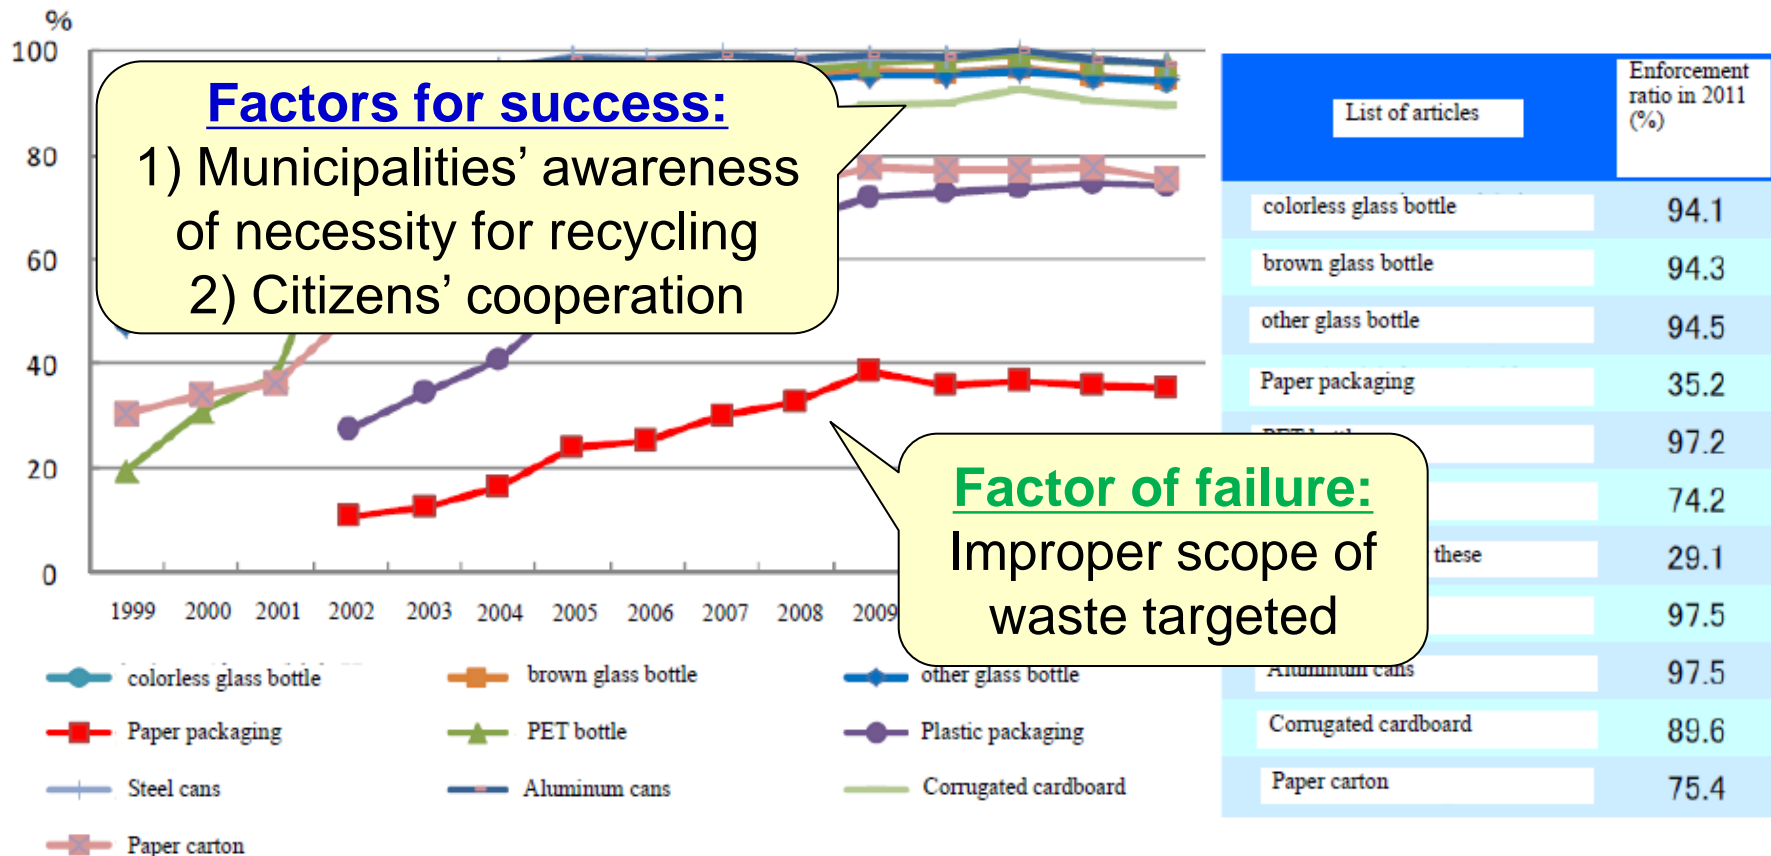 %
100
80
60
40
20
0
1999 2000 2001 2002 2003 2004 2005 2006 2007 2008 2009
Factors for success:
1) Municipalities’ awareness
of necessity for recycling
2) Citizens’ cooperation
Factor of failure:
Improper scope of
waste targeted
colorless glass bottle brown glass bottle other glass bottle
Paper packaging PET bottle Plastic packaging
Steel cans Aluminum cans Corrugated cardboard
Paper carton
List of articles
Enforcement
ratio in 2011
(%)
colorless glass bottle 94.1
brown glass bottle 94.3
other glass bottle 94.5
Paper packaging 35.2
97.2
74.2
these 29.1
97.5
Aluminum cans 97.5
Corrugated cardboard 89.6
Paper carton 75.4